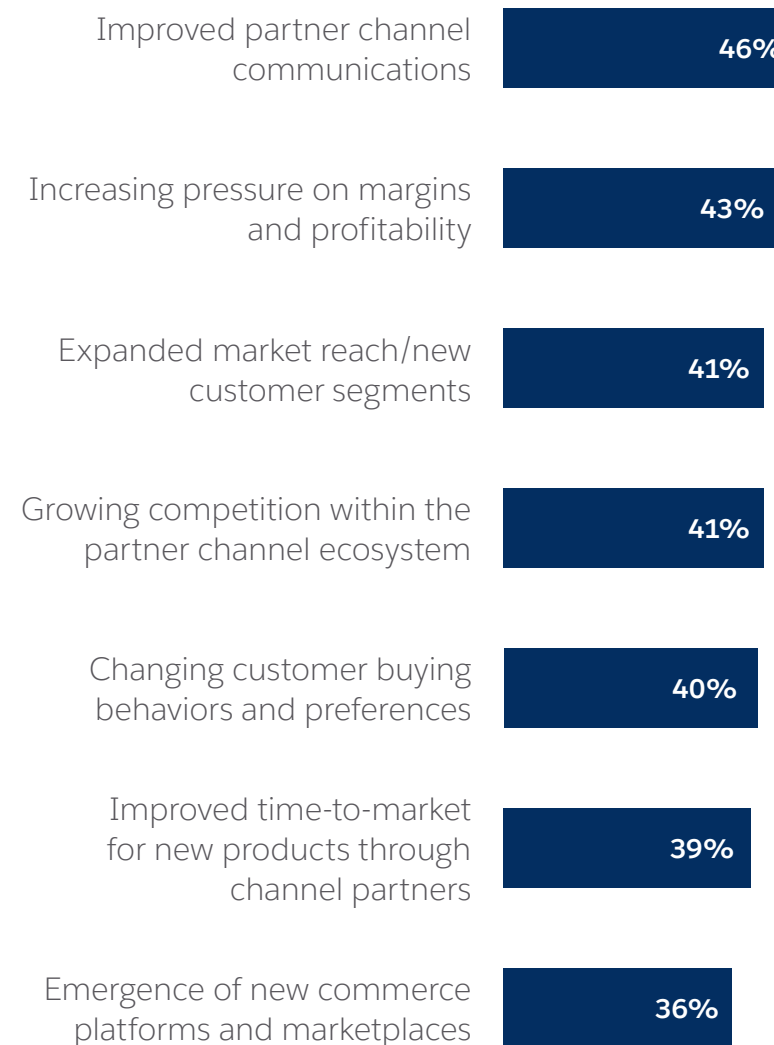 Improved partner channel
communications
46%
Increasing pressure on margins
and profitability
43%
Expanded market reach/new
customer segments
41%
Growing competition within the
partner channel ecosystem
41%
Changing customer buying
behaviors and preferences
40%
Improved time-to-market
for new products through
channel partners
39%
Emergence of new commerce
platforms and marketplaces
36%